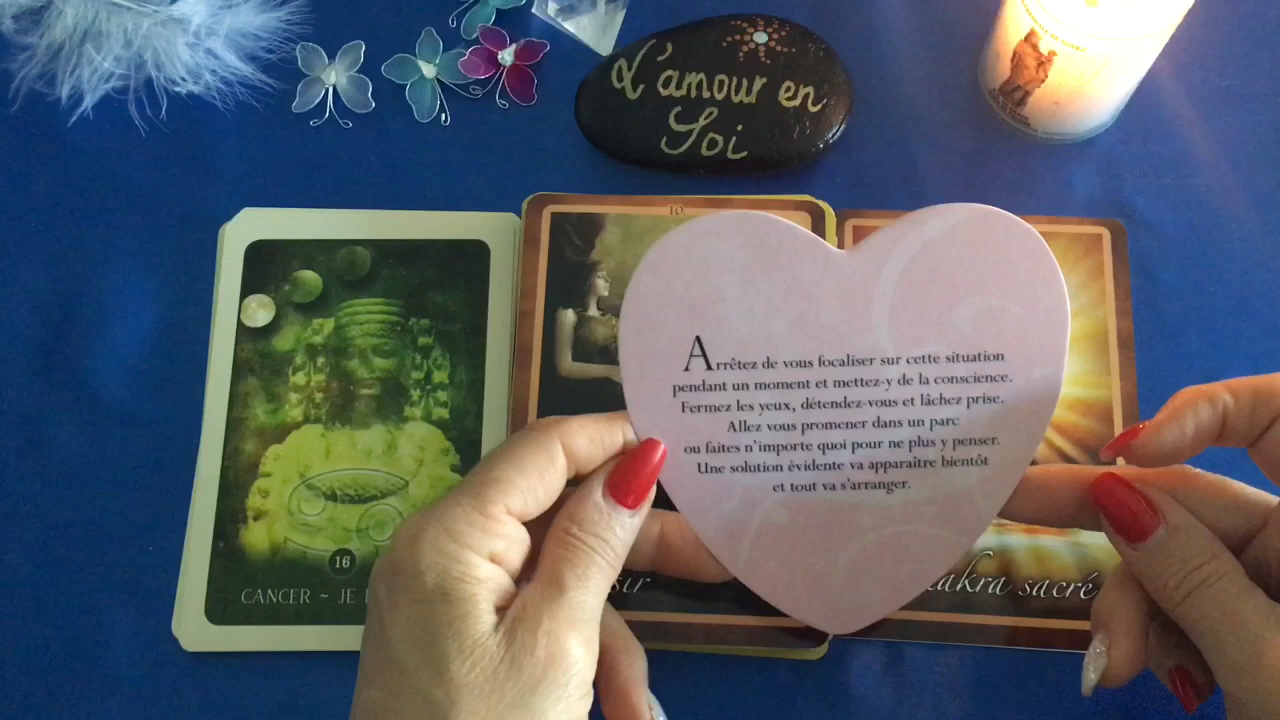 L'amour en
Soi
10.
Arrêtez de vous focaliser sur cette situation
pendant un moment et mettez-y de la conscience.
Fermez les yeux, détendez-vous et lâchez prise.
Allez vous promener dans un parc
ou faites n'importe quoi pour ne plus y penser.
Une solution évidente va apparaître bientôt
et tout va s'arranger.
16
CANCER ~ JE
sacré